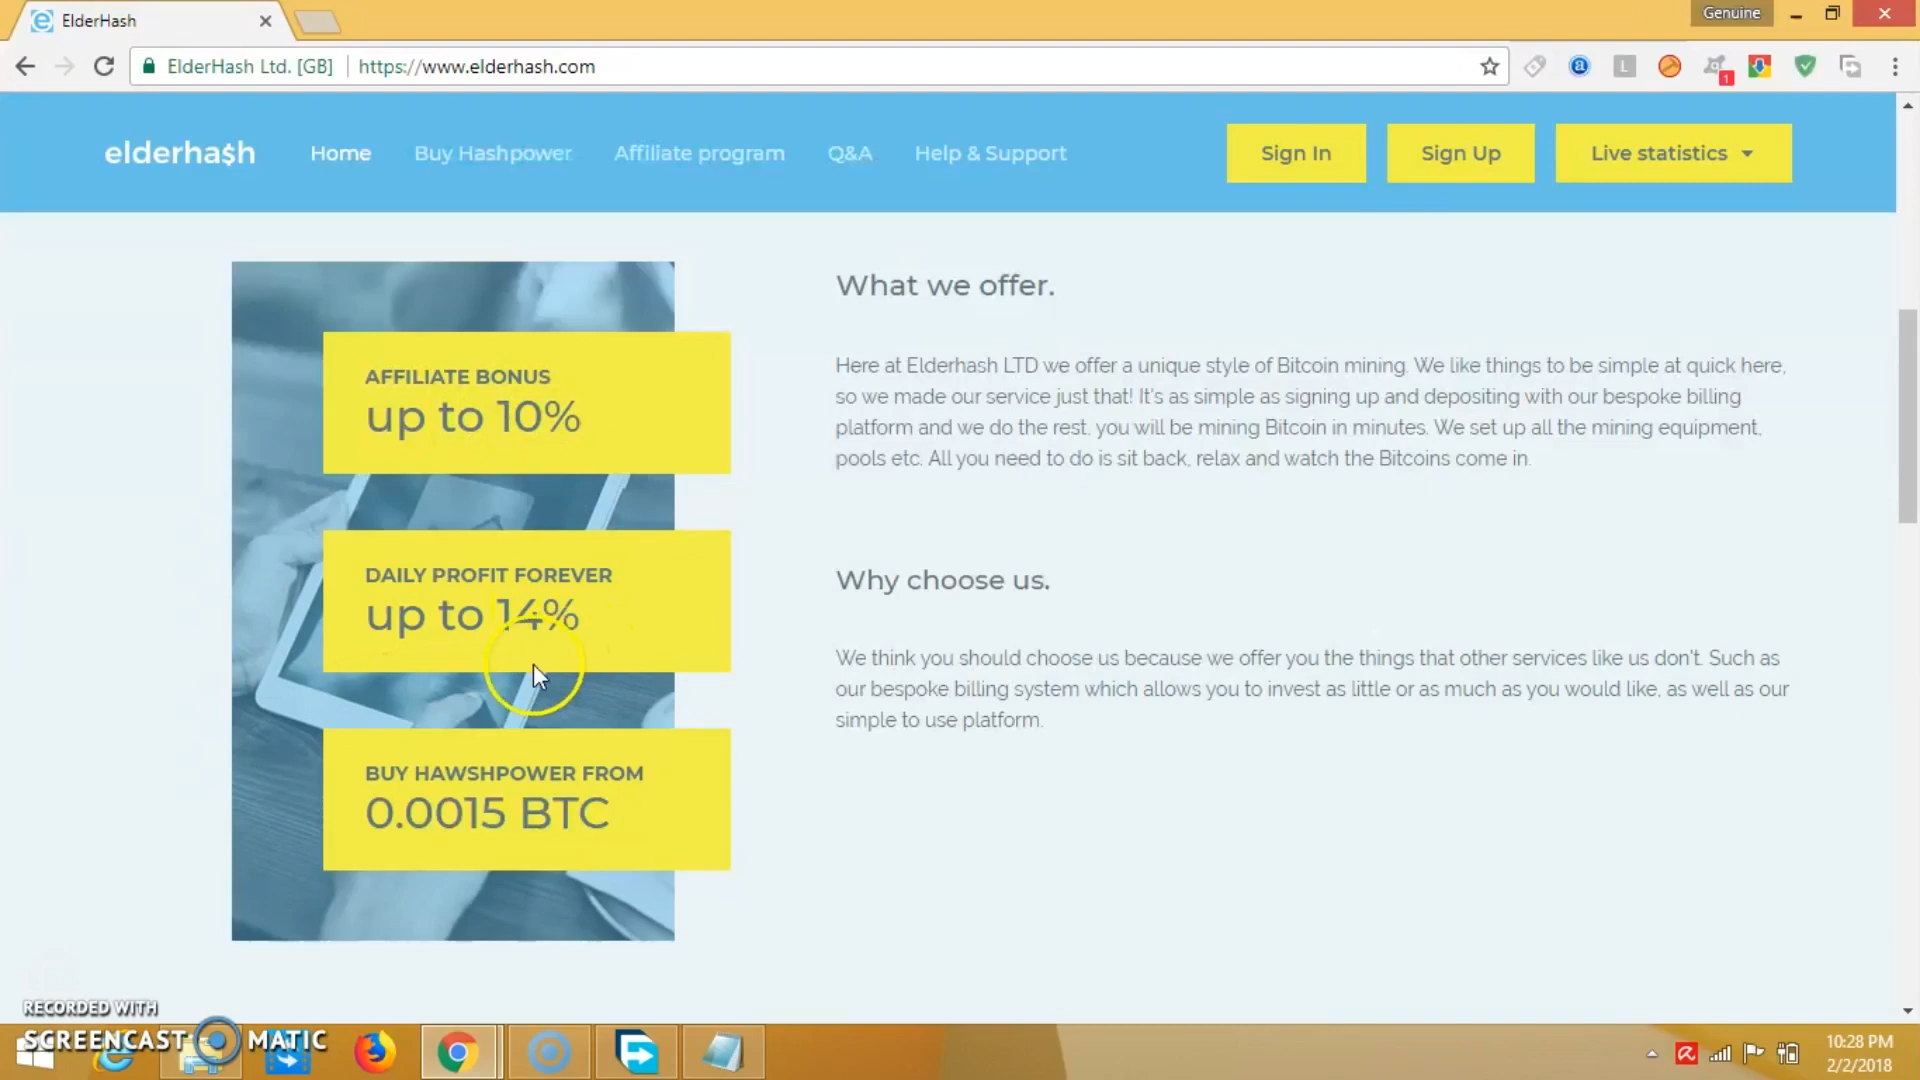 ElderHash
Genuine
ElderHash Ltd. [GB] https://www.elderhash.com
a
L
1
elderha$h Home Buy Hashpower Affiliate program Q&A Help & Support Sign In Sign Up Live statistics
AFFILIATE BONUS
up to 10%
DAILY PROFIT FOREVER
up to 14%
BUY HAWSHPOWER FROM
0.0015 BTC
What we offer.
Here at Elderhash LTD we offer a unique style of Bitcoin mining. We like things to be simple at quick here,
so we made our service just that! It's as simple as signing up and depositing with our bespoke billing
platform and we do the rest, you will be mining Bitcoin in minutes. We set up all the mining equipment,
pools etc. All you need to do is sit back, relax and watch the Bitcoins come in.
Why choose us.
We think you should choose us because we offer you the things that other services like us don't. Such as
our bespoke billing system which allows you to invest as little or as much as you would like, as well as our
simple to use platform.
RECORDED WITH
SCREENCAST MATIC
10:28 PM
2/2/2018